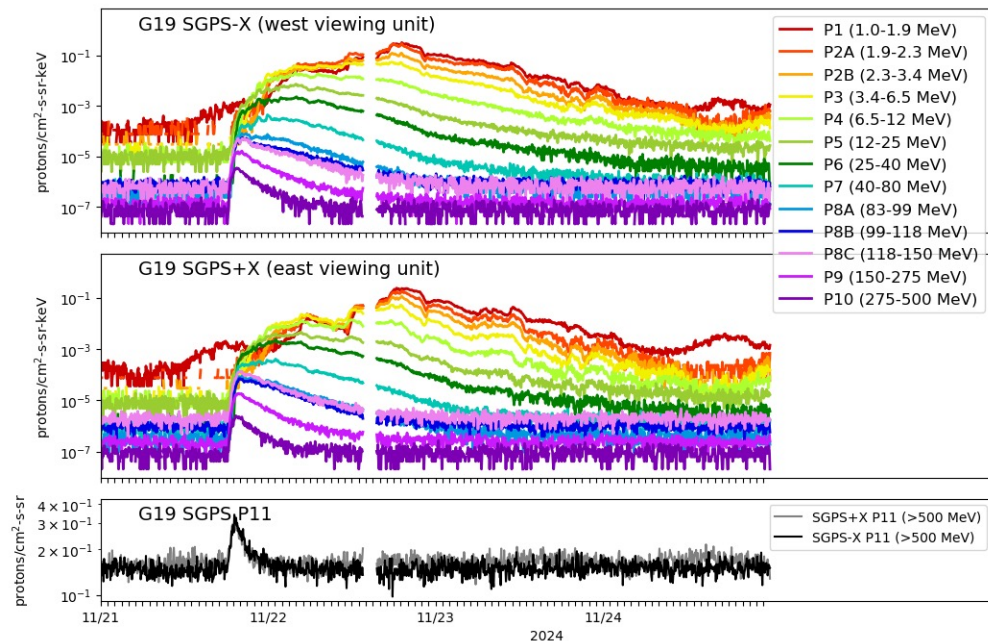 G19 SGPS-X (west viewing unit)
protons/cm²-s-sr-keV
10⁻¹
10⁻³
10⁻⁵
10⁻⁷
P1 (1.0-1.9 MeV)
P2A (1.9-2.3 MeV)
P2B (2.3-3.4 MeV)
P3 (3.4-6.5 MeV)
P4 (6.5-12 MeV)
P5 (12-25 MeV)
P6 (25-40 MeV)
P7 (40-80 MeV)
P8A (83-99 MeV)
P8B (99-118 MeV)
P8C (118-150 MeV)
P9 (150-275 MeV)
P10 (275-500 MeV)
G19 SGPS+X (east viewing unit)
protons/cm²-s-sr-keV
10⁻¹
10⁻³
10⁻⁵
10⁻⁷
G19 SGPS P11
protons/cm²-s-sr
4 × 10⁻¹
3 × 10⁻¹
2 × 10⁻¹
10⁻¹
SGPS+X P11 (>500 MeV)
SGPS-X P11 (>500 MeV)
11/21
11/22
11/23
11/24
2024